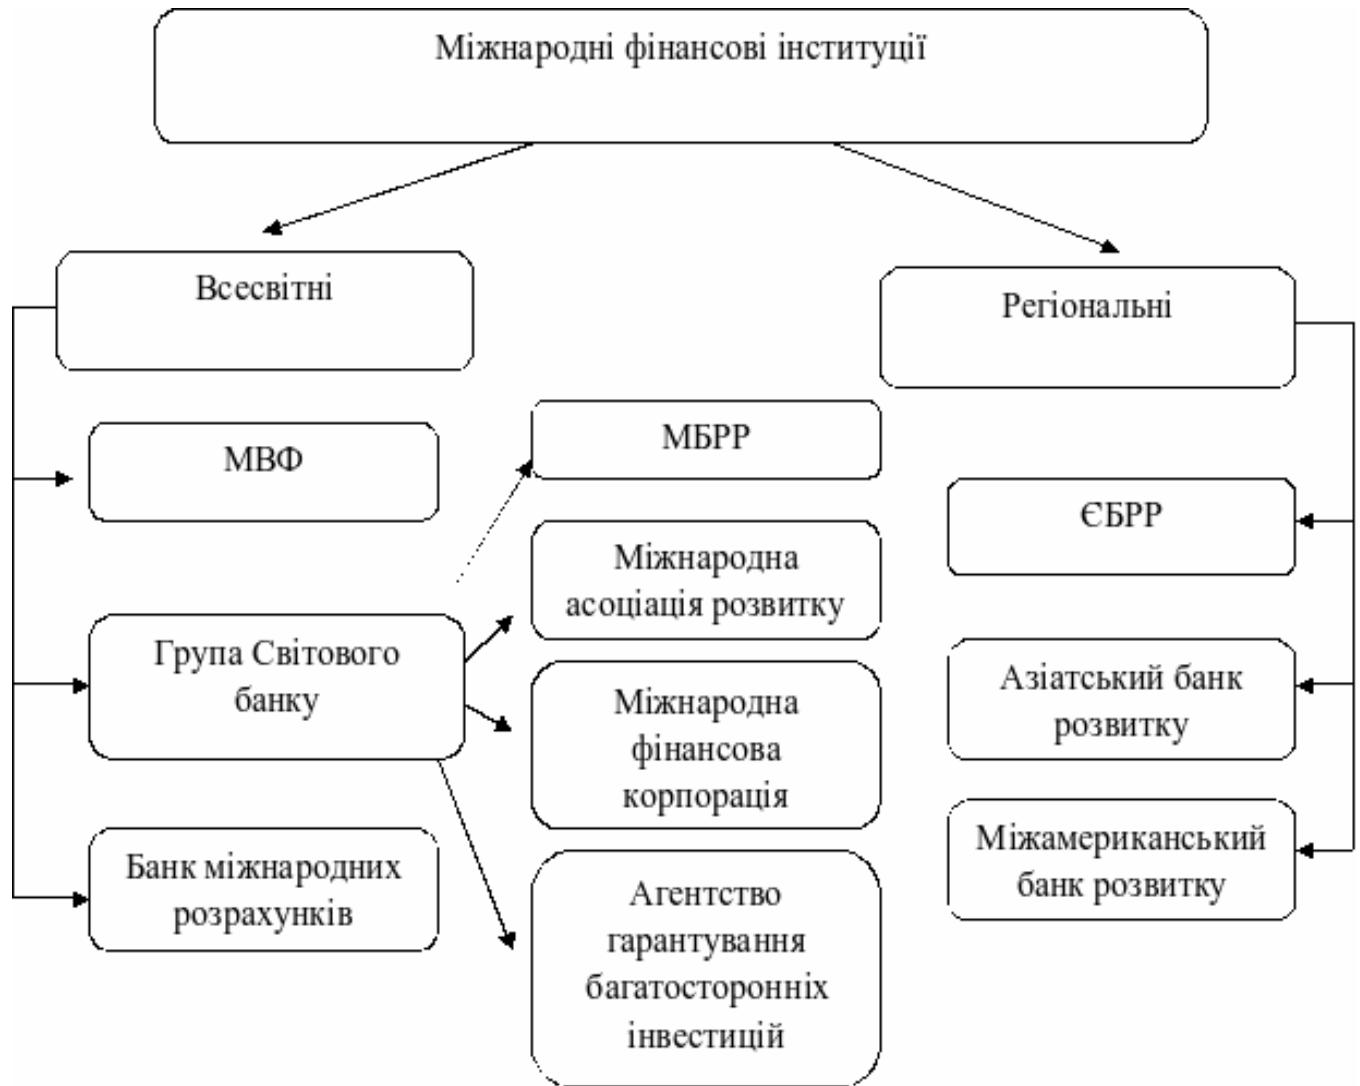 Міжнародні фінансові інституції
Всесвітні
Регіональні
МВФ
МБРР
ЄБРР
Міжнародна
асоціація розвитку
Група Світового
банку
Азіатський банк
розвитку
Міжнародна
фінансова
корпорація
Банк міжнародних
розрахунків
Міжамериканський
банк розвитку
Агентство
гарантування
багатосторонніх
інвестицій